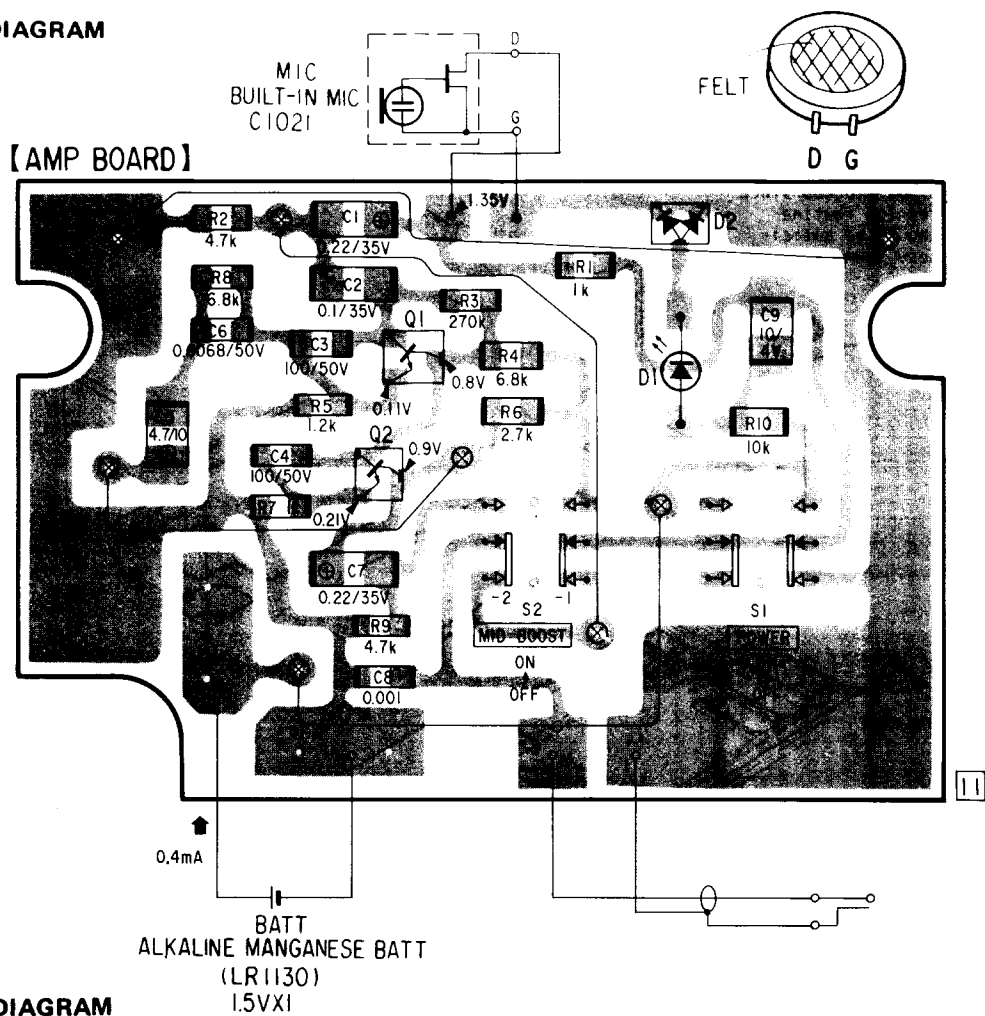 DIAGRAM
MIC
BUILT-IN MIC
C1021
D
G
FELT
D G
【AMP BOARD】
1.35V
R2
4.7k
C1
0.22/35V
D2
R8
6.8k
C2
0.1/35V
R1
1k
R3
270k
C6
0.0068/50V
C3
100/50V
Q1
R4
6.8k
C9
10/
4V
0.8V
D1
0.11V
R5
1.2k
R6
2.7k
R10
10k
4.7/10
Q2
0.9V
C4
100/50V
R7
0.21V
C7
0.22/35V
-2
-1
S2
S1
R9
4.7k
MID BOOST
POWER
ON
OFF
C8
0.001
11
0.4mA
BATT
ALKALINE MANGANESE BATT
(LR1130)
1.5VX1
DIAGRAM